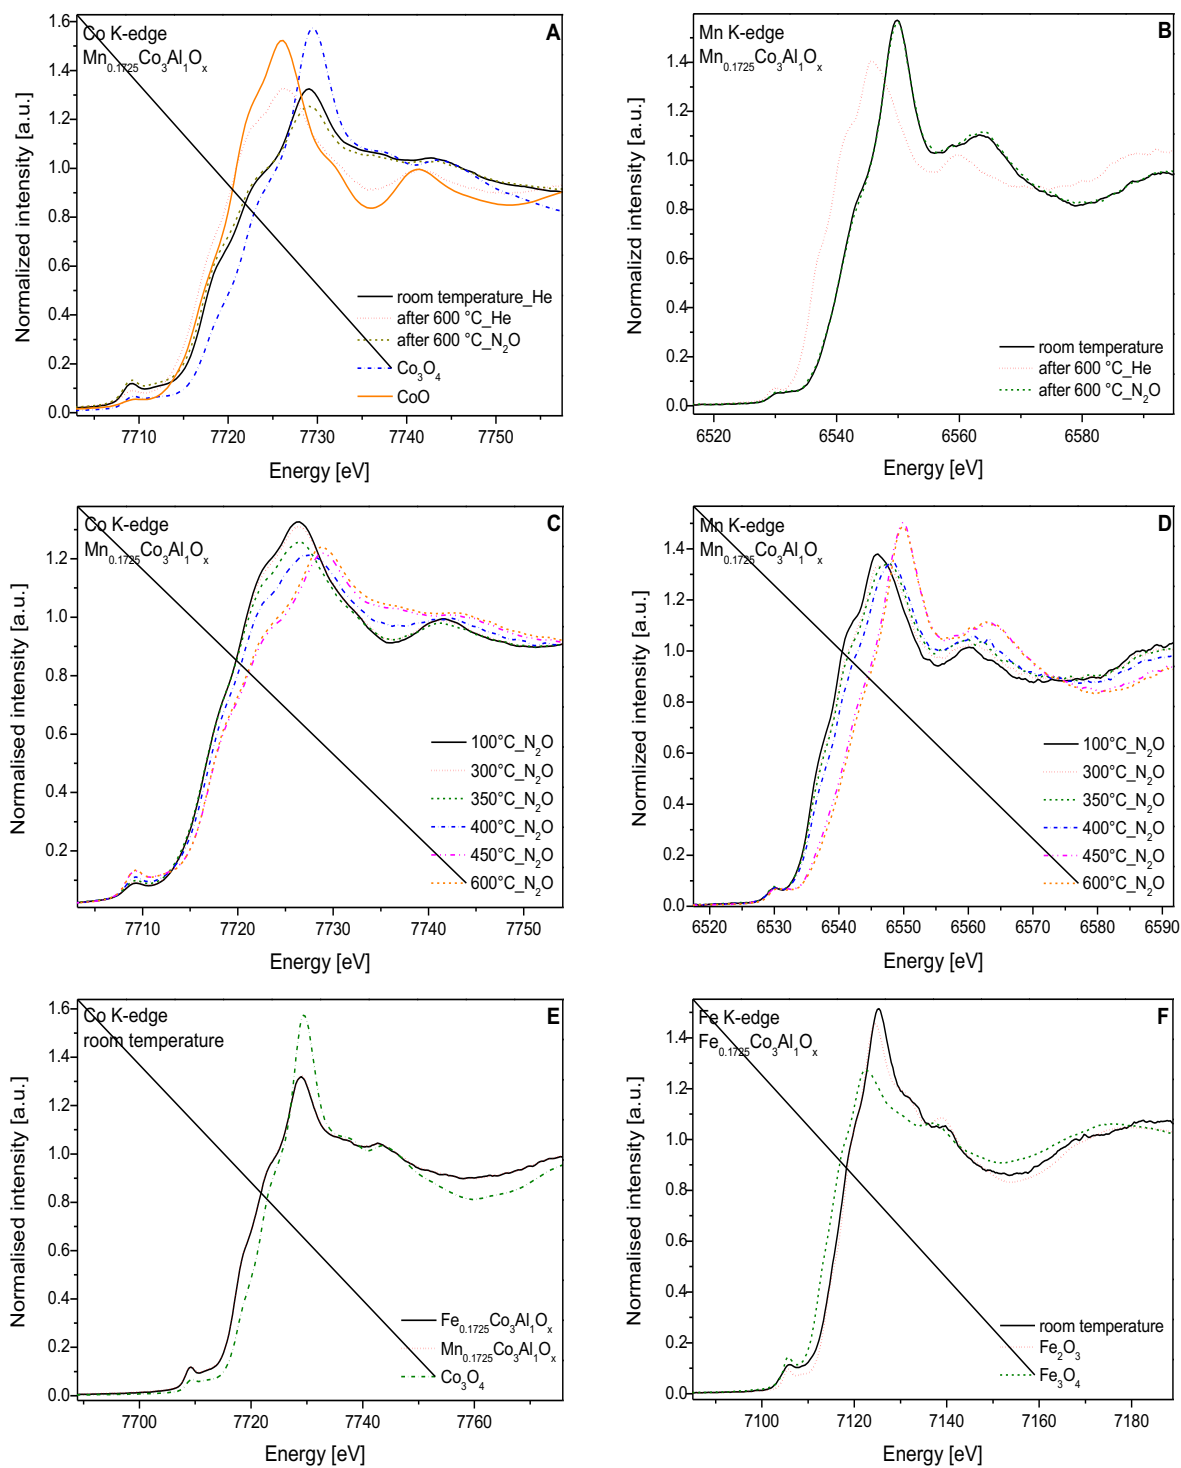 Co K-edge
A
Mn0.1725Co3Al1Ox
Normalized intensity [a.u.]
1.6
1.4
1.2
1.0
0.8
0.6
0.4
0.2
0.0
room temperature_He
after 600 °C_He
after 600 °C_N2O
Co3O4
CoO
7710 7720 7730 7740 7750
Energy [eV]
Mn K-edge
B
Mn0.1725Co3Al1Ox
Normalizd intensity [a.u.]
1.6
1.4
1.2
1.0
0.8
0.6
0.4
0.2
0.0
room temperature
after 600 °C_He
after 600 °C_N2O
6520 6540 6560 6580
Energy [eV]
Co K-edge
C
Mn0.1725Co3Al1Ox
Normalised intensity [a.u.]
1.2
1.0
0.8
0.6
0.4
0.2
100°C_N2O
300°C_N2O
350°C_N2O
400°C_N2O
450°C_N2O
600°C_N2O
7710 7720 7730 7740 7750
Energy [eV]
Mn K-edge
D
Mn0.1725Co3Al1Ox
Normlized intensity [a.u.]
1.4
1.2
1.0
0.8
0.6
0.4
0.2
0.0
100°C_N2O
300°C_N2O
350°C_N2O
400°C_N2O
450°C_N2O
600°C_N2O
6520 6530 6540 6550 6560 6570 6580 6590
Energy [eV]
Co K-edge
E
room temperature
Normalised intensity [a.u.]
1.6
1.4
1.2
1.0
0.8
0.6
0.4
0.2
0.0
Fe0.1725Co3Al1Ox
Mn0.1725Co3Al1Ox
Co3O4
7700 7720 7740 7760
Energy [eV]
Fe K-edge
F
Fe0.1725Co3Al1Ox
Normalised intensity [a.u.]
1.4
1.2
1.0
0.8
0.6
0.4
0.2
0.0
room temperature
Fe2O3
Fe3O4
7100 7120 7140 7160 7180
Energy [eV]